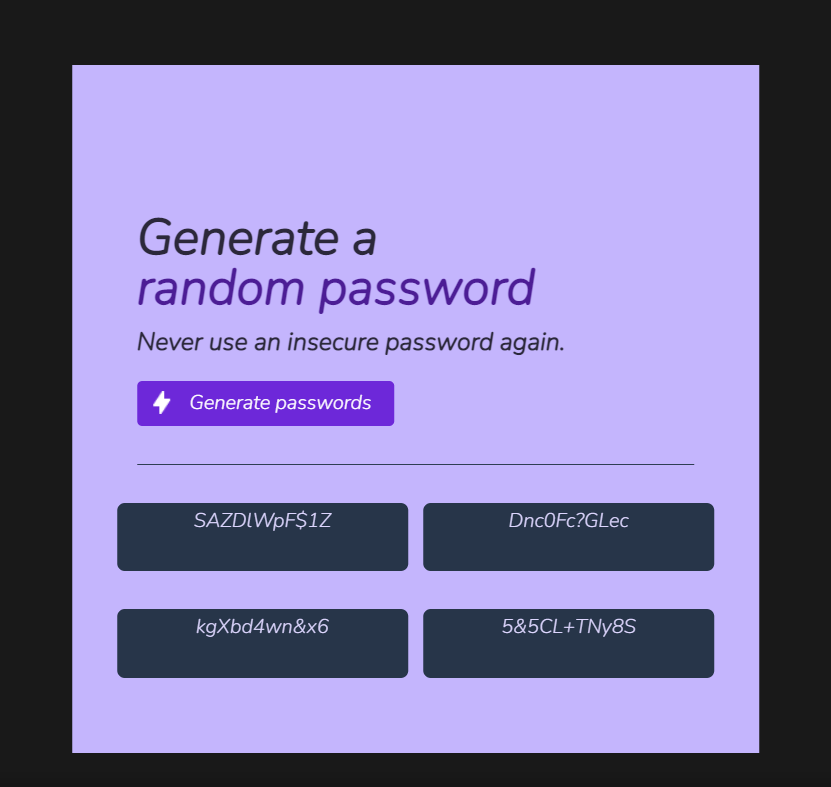 Generate a
random password
Never use an insecure password again.
Generate passwords
SAZDlWpF$1Z
Dnc0Fc?GLec
kgXbd4wn&x6
5&5CL+TNy8S